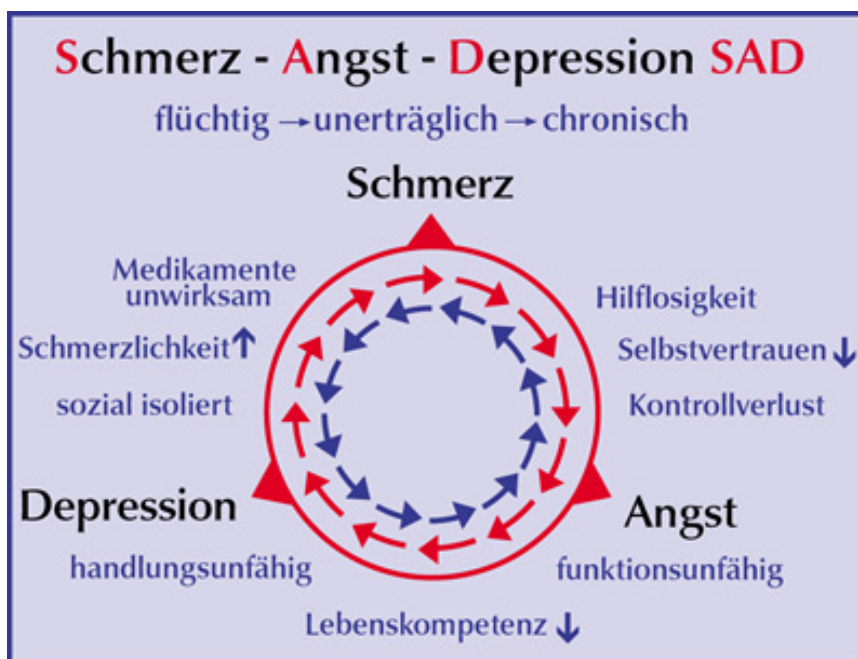 Schmerz - Angst - Depression SAD
flüchtig → unerträglich → chronisch
Schmerz
Medikamente
unwirksam
Schmerzlichkeit ↑
sozial isoliert
Hilflosigkeit
Selbstvertrauen ↓
Kontrollverlust
Depression
Angst
handlungsunfähig
funktionsunfähig
Lebenskompetenz ↓